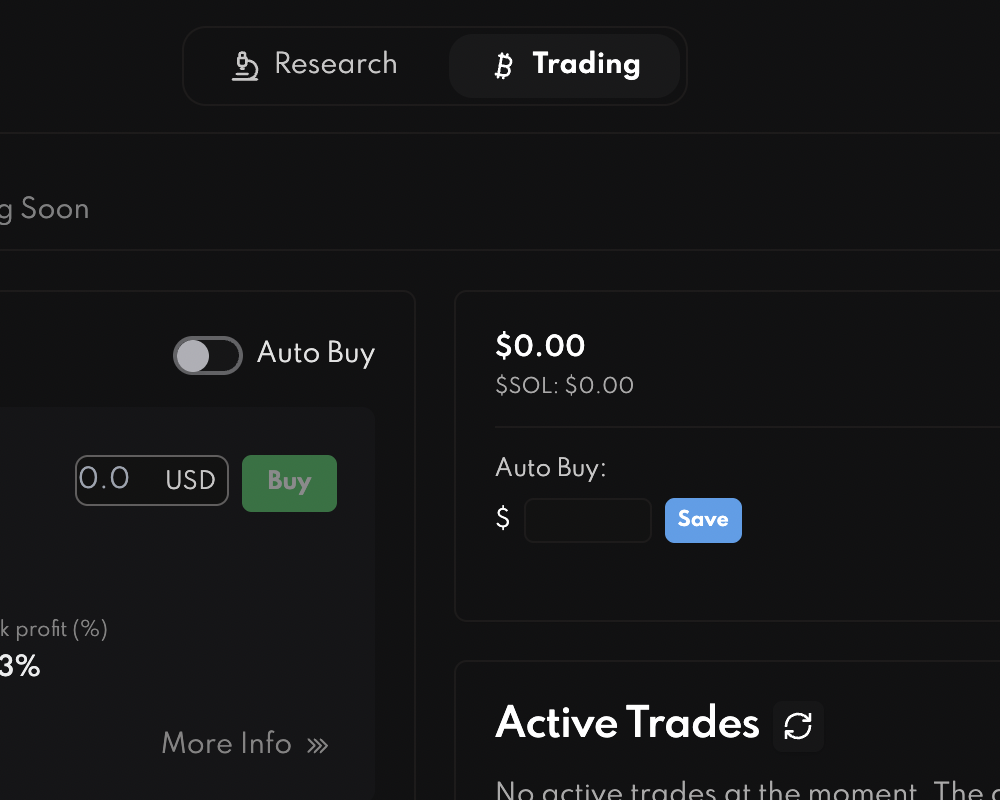 Research
Trading
g Soon
Auto Buy
0.0 USD
Buy
k profit (%)
3%
More Info
$0.00
$SOL: $0.00
Auto Buy:
$
Save
Active Trades
No active trades at the moment. The